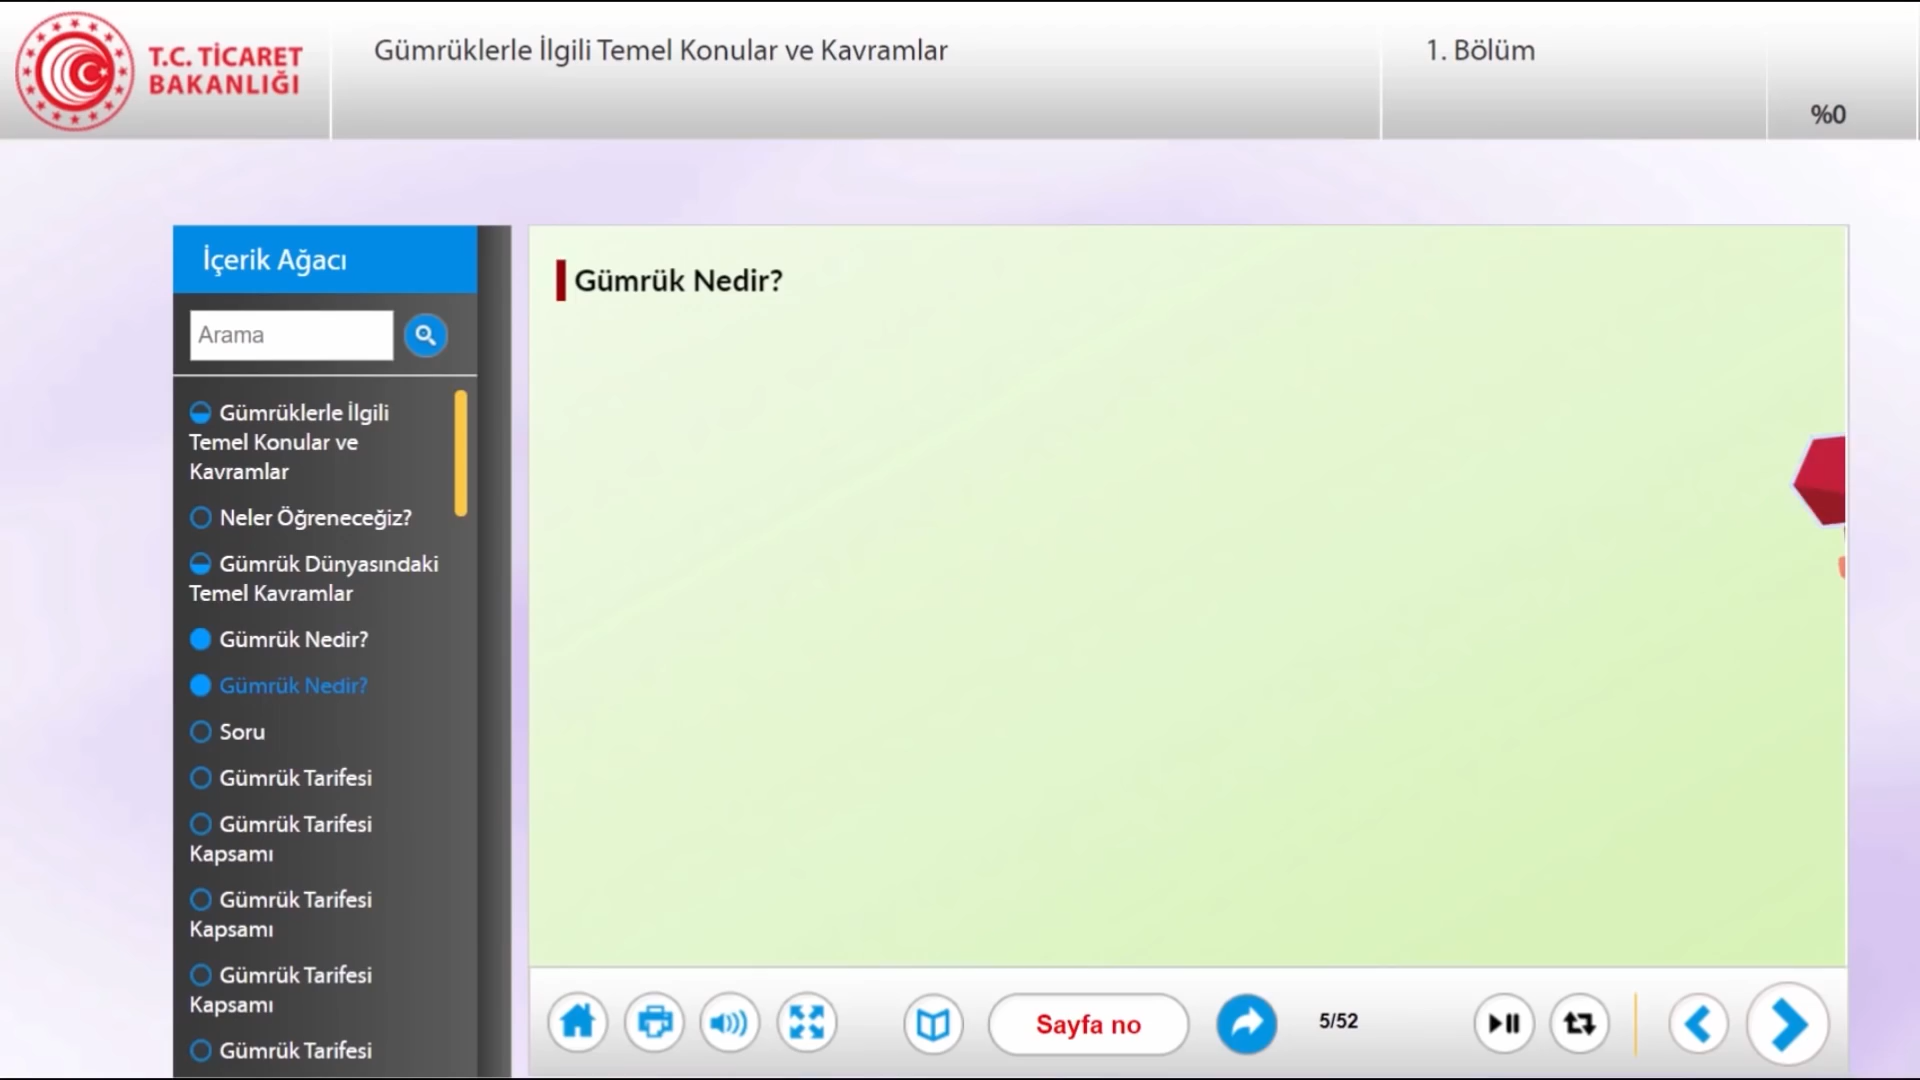 T.C. TİCARET
BAKANLIĞI
Gümrüklerle İlgili Temel Konular ve Kavramlar
1. Bölüm
%0
İçerik Ağacı
Arama
Gümrüklerle İlgili
Temel Konular ve
Kavramlar
Neler Öğreneceğiz?
Gümrük Dünyasındaki
Temel Kavramlar
Gümrük Nedir?
Gümrük Nedir?
Soru
Gümrük Tarifesi
Gümrük Tarifesi
Kapsamı
Gümrük Tarifesi
Kapsamı
Gümrük Tarifesi
Kapsamı
Gümrük Tarifesi
Gümrük Nedir?
Sayfa no
5/52